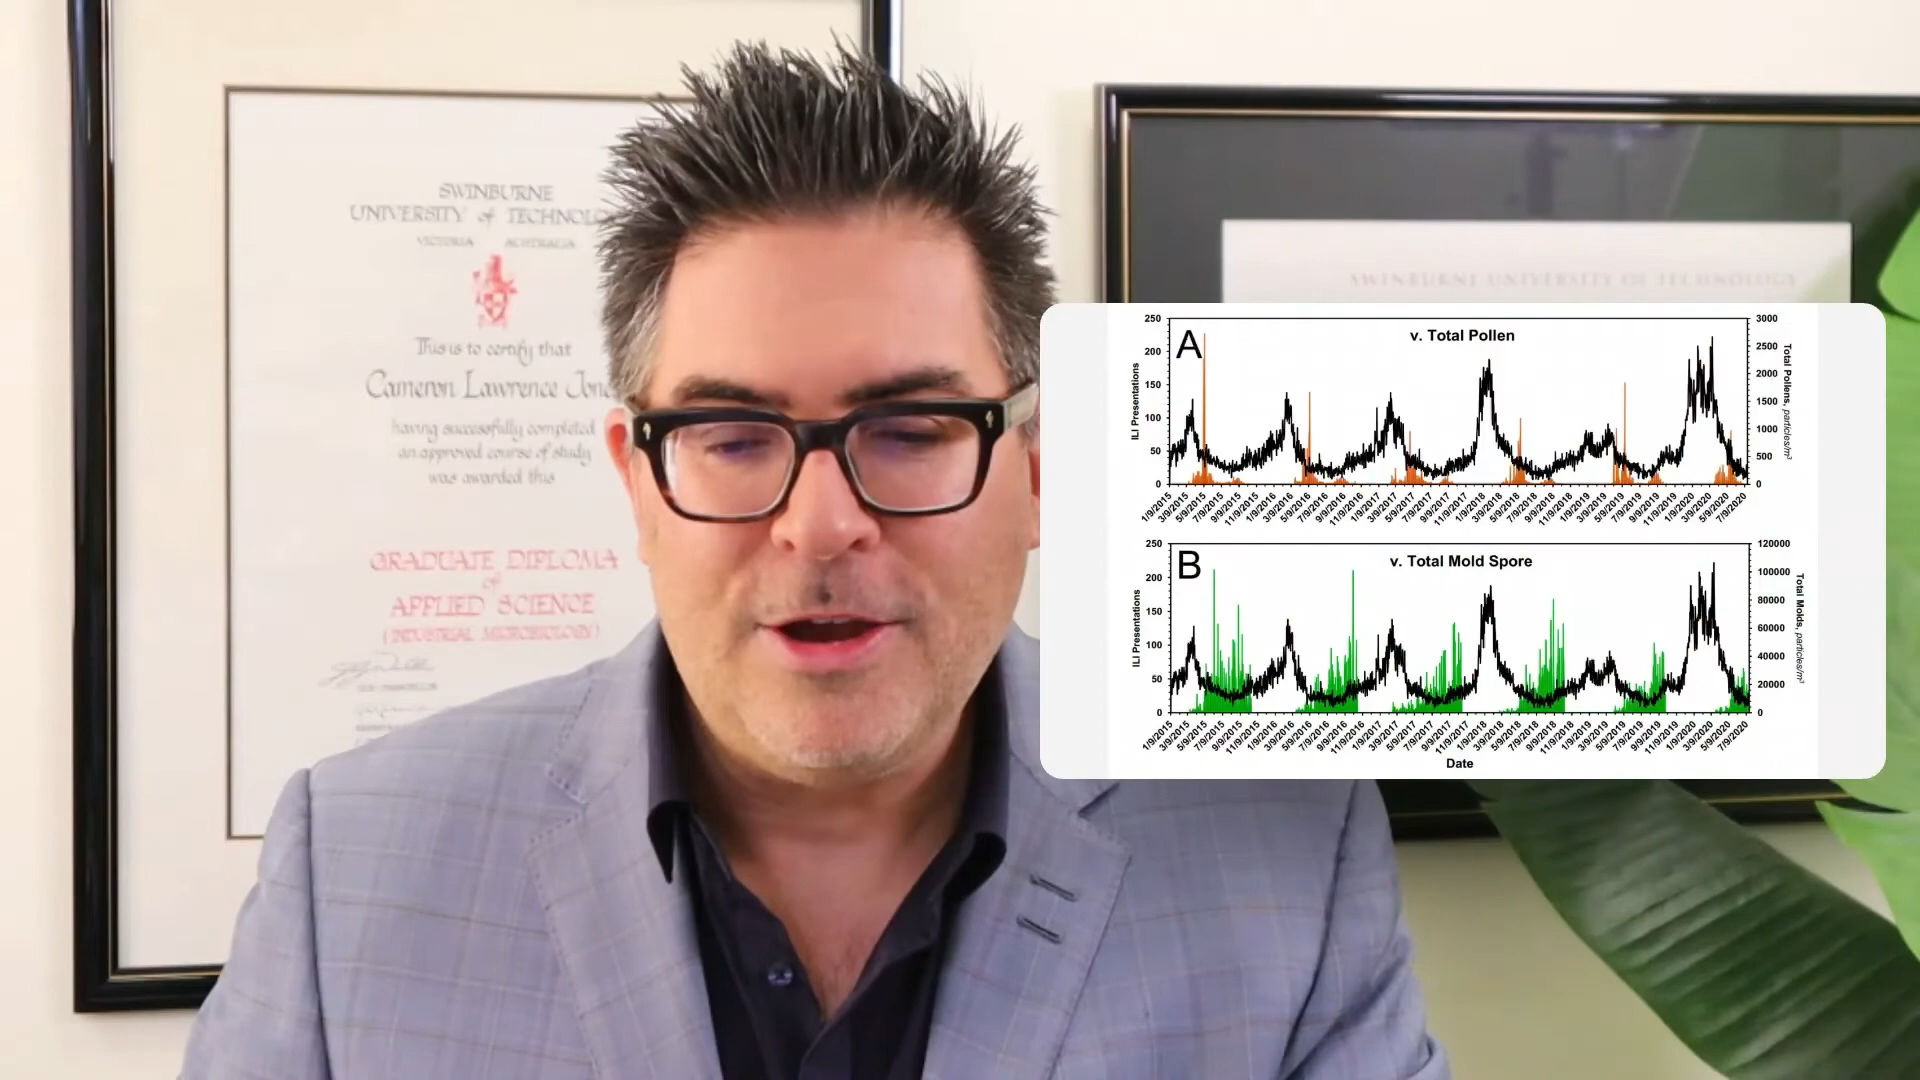 SWINBURNE
UNIVERSITY of TECHNOLOGY
VICTORIA AUSTRALIA
This is to certify that
Cameron Lawrence Jone
having successfully completed
an approved course of study
was awarded this
GRADUATE DIPLOMA
of
APPLIED SCIENCE
(INDUSTRIAL MICROBIOLOGY)
SWINBURNE UNIVERSITY OF TECHNOLOGY
A
v. Total Pollen
ILI Presentations
250
200
150
100
50
0
3000
2500
2000
1500
1000
500
0
Total Pollens, particles/m³
1/9/2015 3/9/2015 5/9/2015 7/9/2015 9/9/2015 11/9/2015 1/9/2016 3/9/2016 5/9/2016 7/9/2016 9/9/2016 11/9/2016 1/9/2017 3/9/2017 5/9/2017 7/9/2017 9/9/2017 11/9/2017 1/9/2018 3/9/2018 5/9/2018 7/9/2018 9/9/2018 11/9/2018 1/9/2019 3/9/2019 5/9/2019 7/9/2019 9/9/2019 11/9/2019 1/9/2020 3/9/2020 5/9/2020 7/9/2020
B
v. Total Mold Spore
ILI Presentations
250
200
150
100
50
0
120000
100000
80000
60000
40000
20000
0
Total Molds, particles/m³
1/9/2015 3/9/2015 5/9/2015 7/9/2015 9/9/2015 11/9/2015 1/9/2016 3/9/2016 5/9/2016 7/9/2016 9/9/2016 11/9/2016 1/9/2017 3/9/2017 5/9/2017 7/9/2017 9/9/2017 11/9/2017 1/9/2018 3/9/2018 5/9/2018 7/9/2018 9/9/2018 11/9/2018 1/9/2019 3/9/2019 5/9/2019 7/9/2019 9/9/2019 11/9/2019 1/9/2020 3/9/2020 5/9/2020 7/9/2020
Date